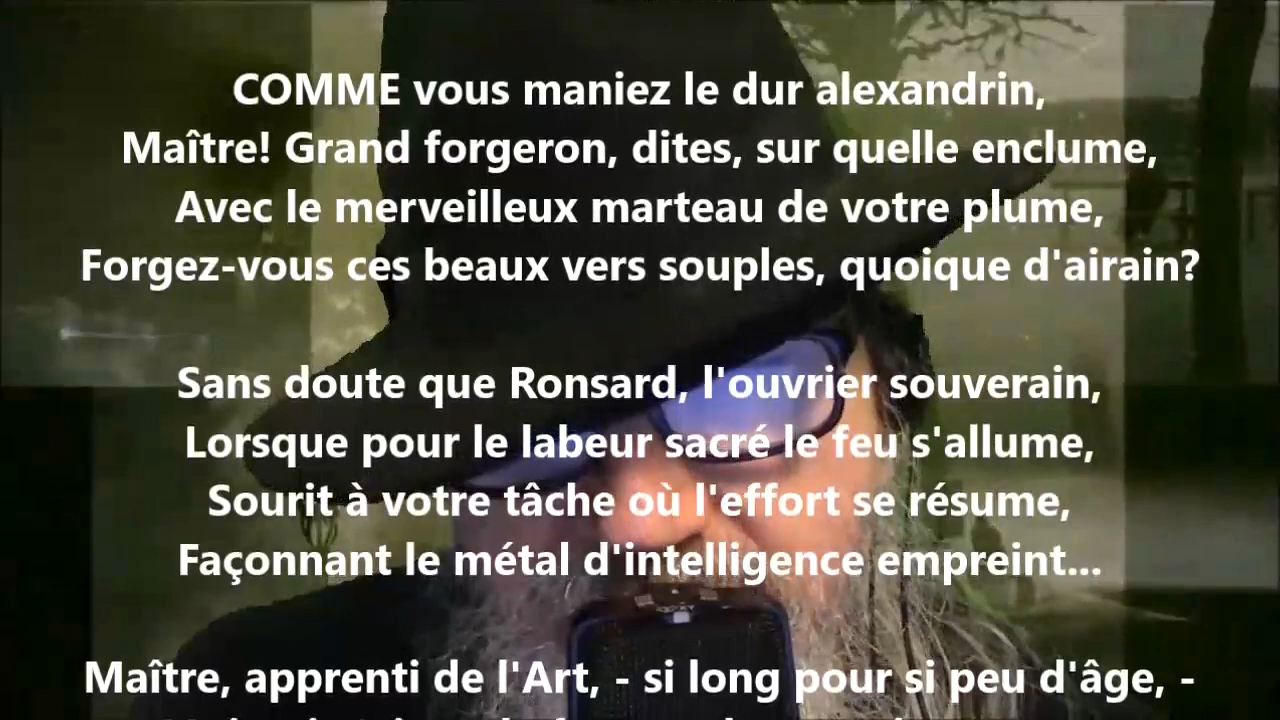 COMME vous maniez le dur alexandrin,
Maître! Grand forgeron, dites, sur quelle enclume,
Avec le merveilleux marteau de votre plume,
Forgez-vous ces beaux vers souples, quoique d'airain?
Sans doute que Ronsard, l'ouvrier souverain,
Lorsque pour le labeur sacré le feu s'allume,
Sourit à votre tâche où l'effort se résume,
Façonnant le métal d'intelligence empreint...
Maître, apprenti de l'Art, - si long pour si peu d'âge, -